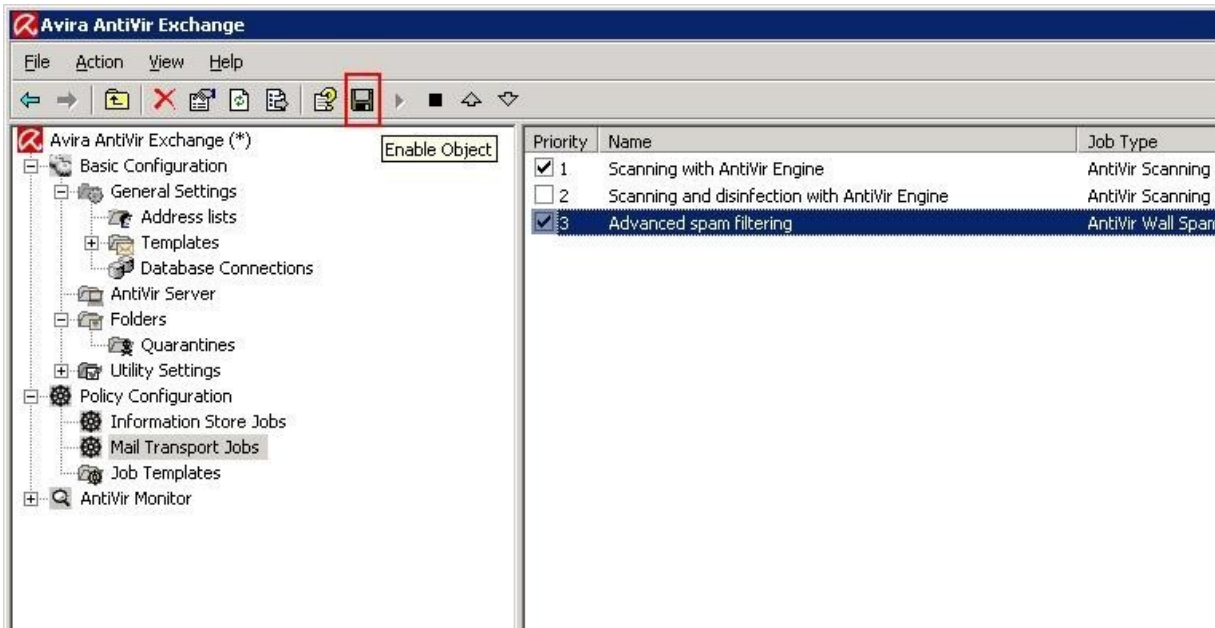 Avira AntiVir Exchange
File Action View Help
Enable Object
Avira AntiVir Exchange (*)
Basic Configuration
General Settings
Address lists
Templates
Database Connections
AntiVir Server
Folders
Quarantines
Utility Settings
Policy Configuration
Information Store Jobs
Mail Transport Jobs
Job Templates
AntiVir Monitor
Priority Name Job Type
1 Scanning with AntiVir Engine AntiVir Scanning
2 Scanning and disinfection with AntiVir Engine AntiVir Scanning
3 Advanced spam filtering AntiVir Wall Spam